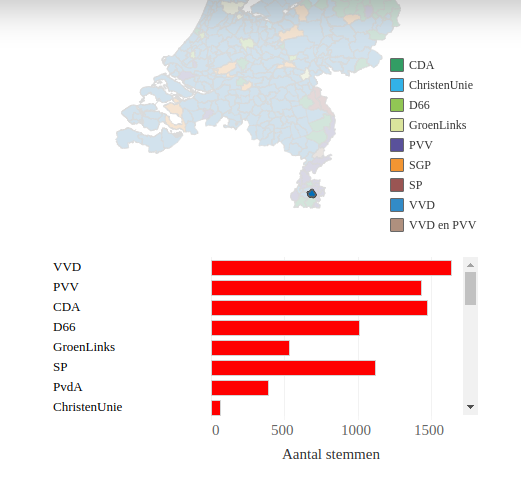 CDA
ChristenUnie
D66
GroenLinks
PVV
SGP
SP
VVD
VVD en PVV
VVD
PVV
CDA
D66
GroenLinks
SP
PvdA
ChristenUnie
0 500 1000 1500
Aantal stemmen